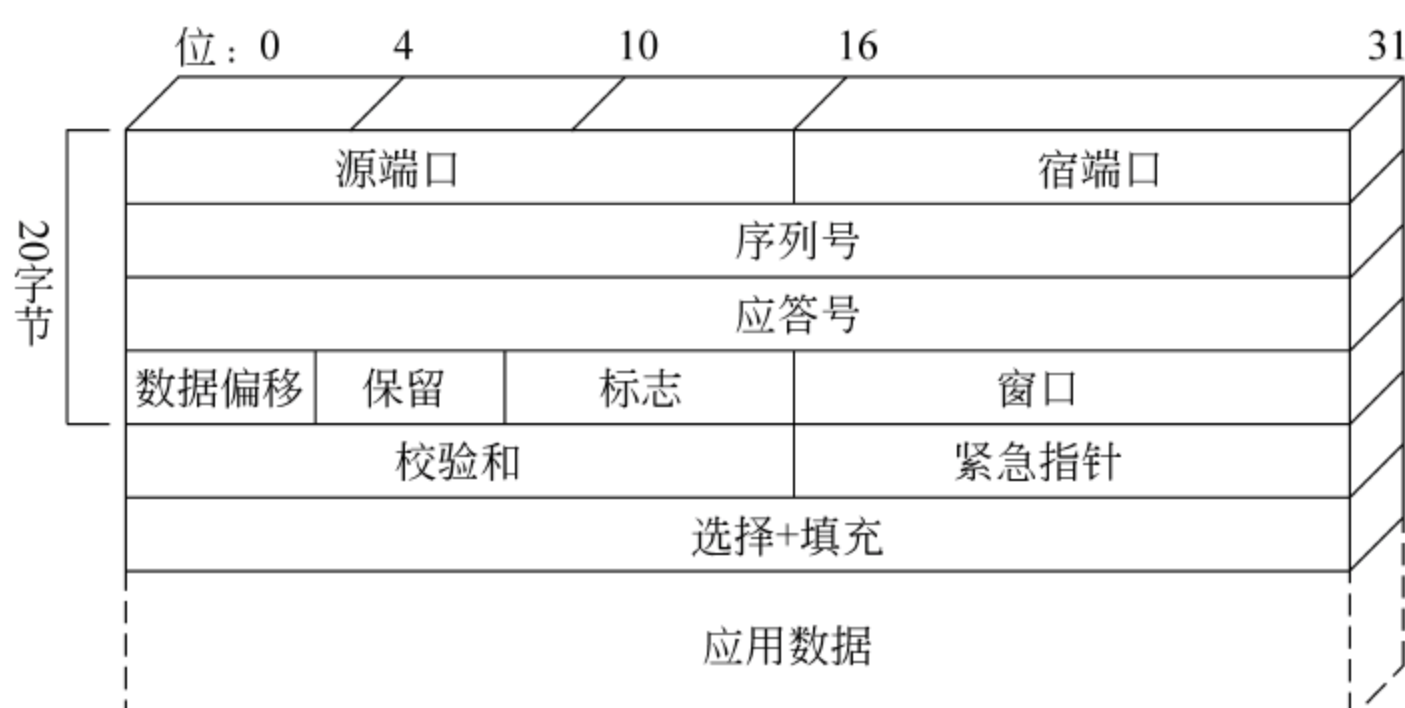 位：0 4 10 16 31
源端口 宿端口
序列号
20字节
应答号
数据偏移 保留 标志 窗口
校验和 紧急指针
选择+填充
应用数据